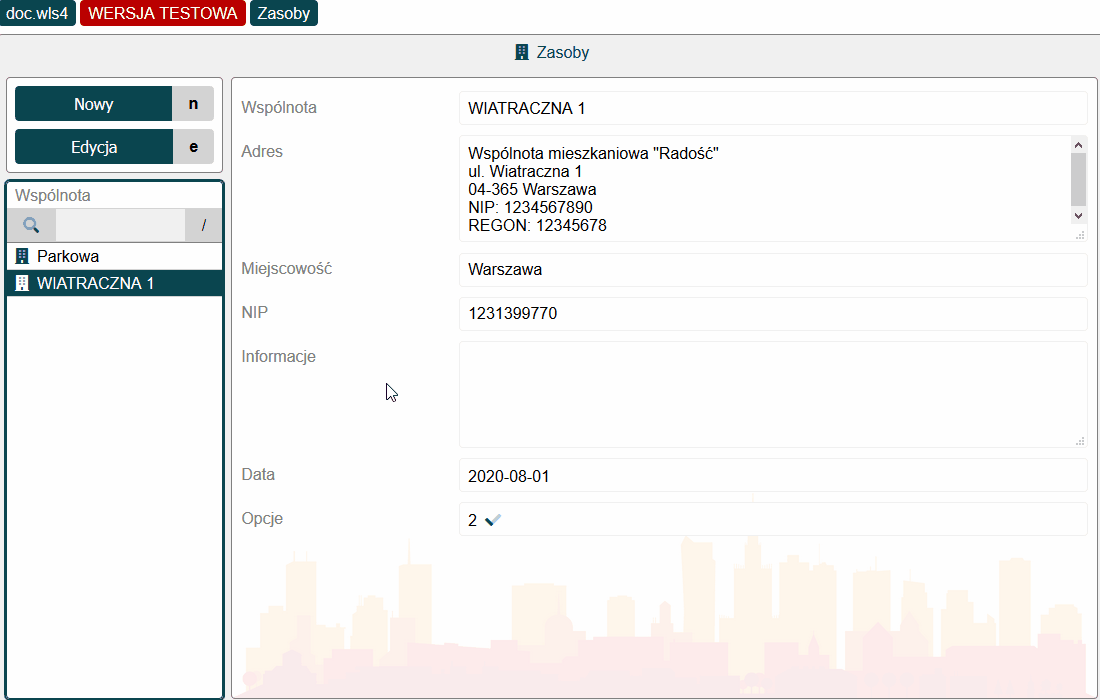 doc.wls4 WERSJA TESTOWA Zasoby
Zasoby
Nowy n
Edycja e
Wspólnota
/
Parkowa
WIATRACZNA 1
Wspólnota WIATRACZNA 1
Adres Wspólnota mieszkaniowa "Radość"
ul. Wiatraczna 1
04-365 Warszawa
NIP: 1234567890
REGON: 12345678
Miejscowość Warszawa
NIP 1231399770
Informacje
Data 2020-08-01
Opcje 2